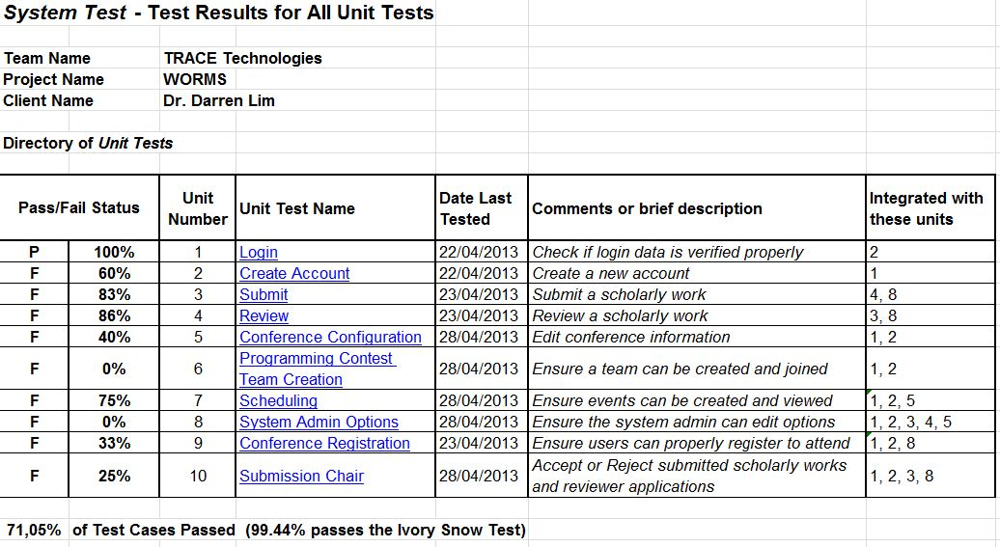 System Test - Test Results for All Unit Tests
Team Name TRACE Technologies
Project Name WORMS
Client Name Dr. Darren Lim
Directory of Unit Tests
Pass/Fail Status Unit Number Unit Test Name Date Last Tested Comments or brief description Integrated with these units
P 100% 1 Login 22/04/2013 Check if login data is verified properly 2
F 60% 2 Create Account 22/04/2013 Create a new account 1
F 83% 3 Submit 23/04/2013 Submit a scholarly work 4, 8
F 86% 4 Review 23/04/2013 Review a scholarly work 3, 8
F 40% 5 Conference Configuration 28/04/2013 Edit conference information 1, 2
F 0% 6 Programming Contest Team Creation 28/04/2013 Ensure a team can be created and joined 1, 2
F 75% 7 Scheduling 28/04/2013 Ensure events can be created and viewed 1, 2, 5
F 0% 8 System Admin Options 28/04/2013 Ensure the system admin can edit options 1, 2, 3, 4, 5
F 33% 9 Conference Registration 23/04/2013 Ensure users can properly register to attend 1, 2, 8
F 25% 10 Submission Chair 28/04/2013 Accept or Reject submitted scholarly works and reviewer applications 1, 2, 3, 8
71,05% of Test Cases Passed (99.44% passes the Ivory Snow Test)